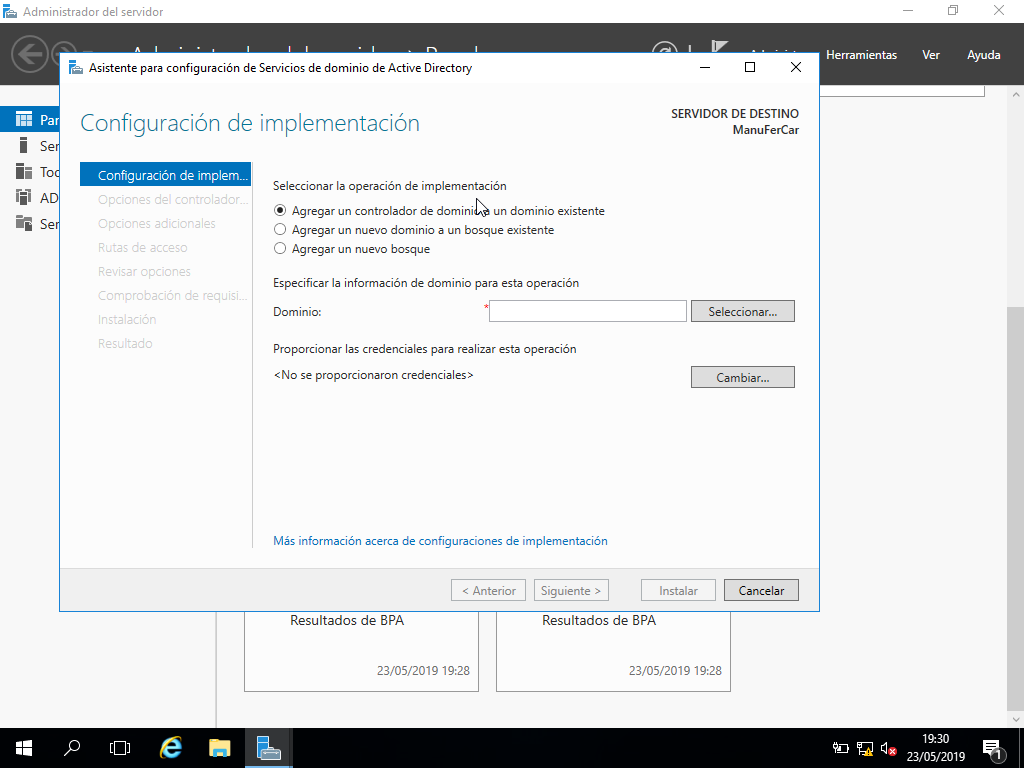 Administrador del servidor
Herramientas
Ver
Ayuda
Asistente para configuración de Servicios de dominio de Active Directory
Configuración de implementación
SERVIDOR DE DESTINO
ManuFerCar
Par
Ser
Toc
AD
Ser
Configuración de implem...
Opciones del controlador...
Opciones adicionales
Rutas de acceso
Revisar opciones
Comprobación de requisi...
Instalación
Resultado
Seleccionar la operación de implementación
Agregar un controlador de dominio a un dominio existente
Agregar un nuevo dominio a un bosque existente
Agregar un nuevo bosque
Especificar la información de dominio para esta operación
Dominio: *
Seleccionar...
Proporcionar las credenciales para realizar esta operación
<No se proporcionaron credenciales>
Cambiar...
Más información acerca de configuraciones de implementación
< Anterior
Siguiente >
Instalar
Cancelar
Resultados de BPA
23/05/2019 19:28
Resultados de BPA
23/05/2019 19:28
19:30
23/05/2019
1